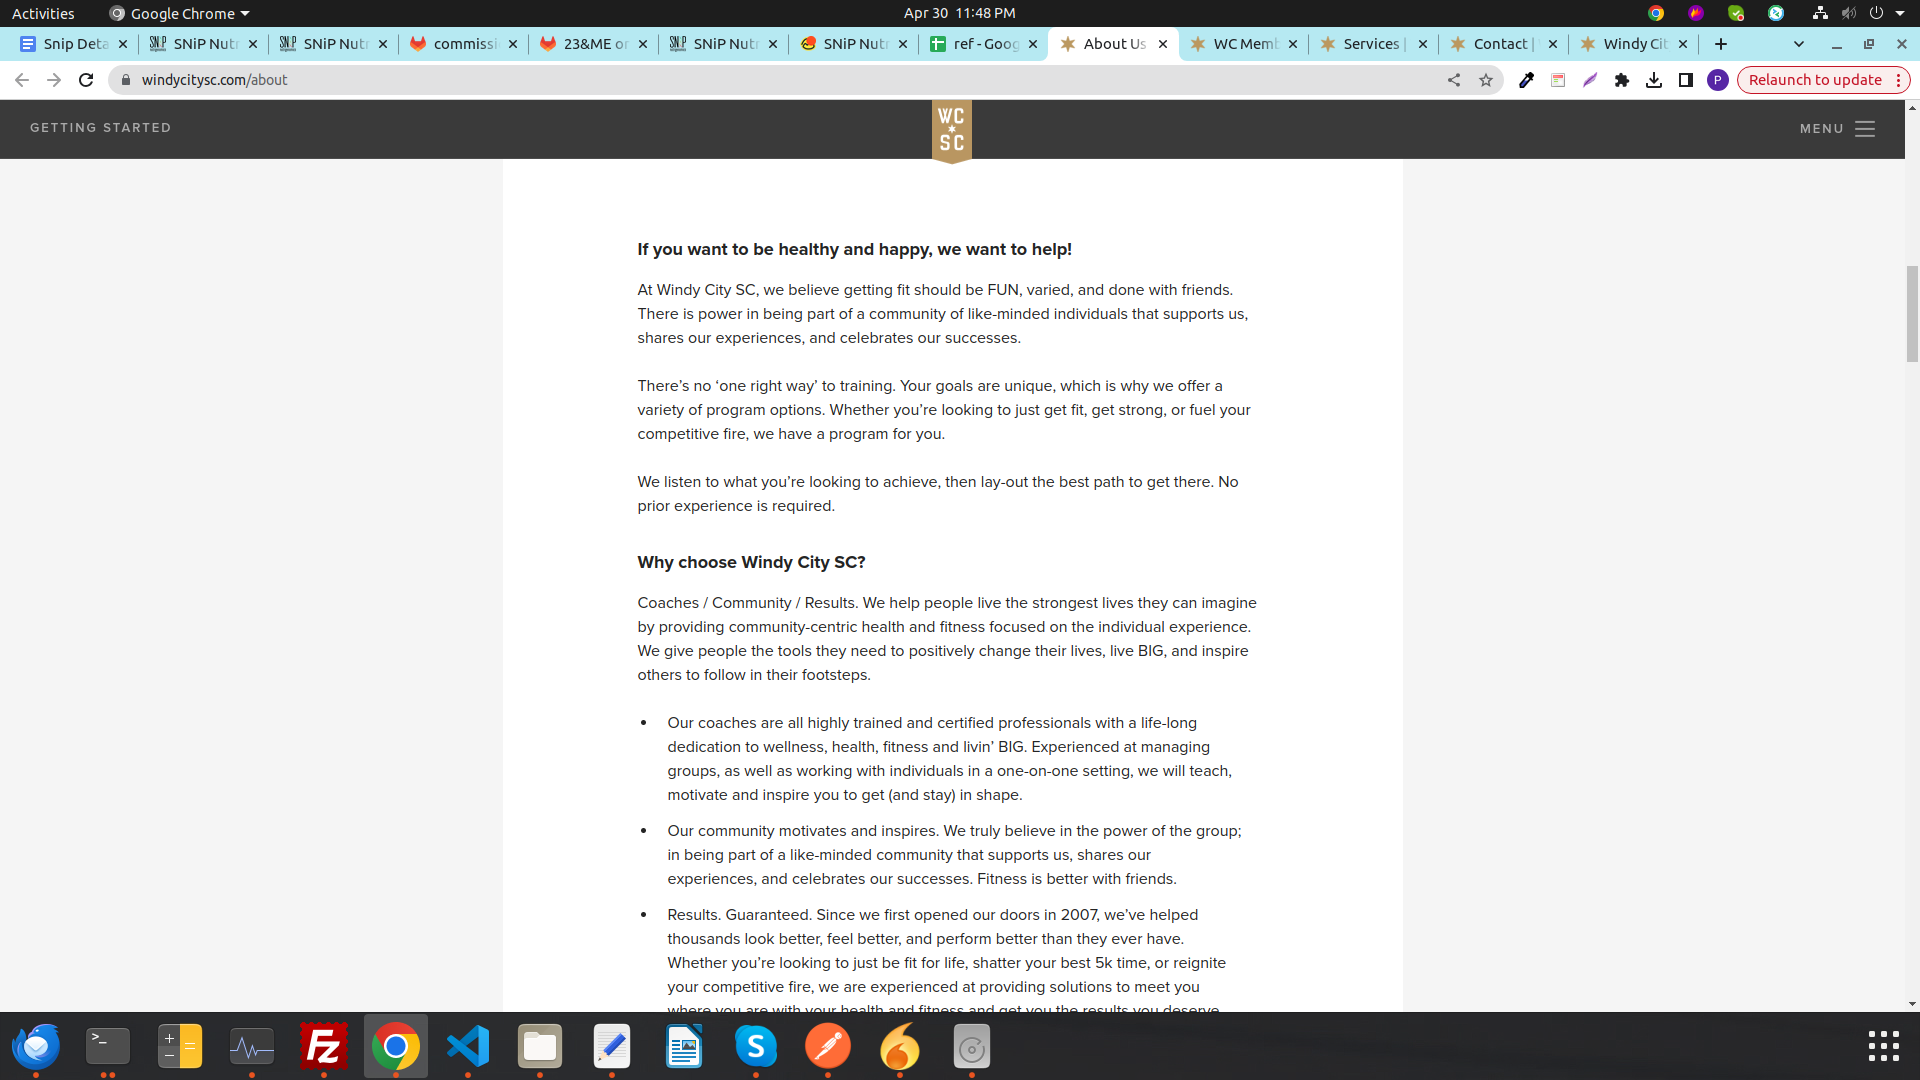 Activities Google Chrome Apr 30 11:48 PM
Snip Deta SNiP Nutr SNiP Nutr commissi 23&ME or SNiP Nutr SNiP Nutr ref - Goog About Us WC Memb Services | Contact | Windy Cit
windycitysc.com/about Relaunch to update
GETTING STARTED
WC
SC
MENU
If you want to be healthy and happy, we want to help!
At Windy City SC, we believe getting fit should be FUN, varied, and done with friends.
There is power in being part of a community of like-minded individuals that supports us,
shares our experiences, and celebrates our successes.
There’s no ‘one right way’ to training. Your goals are unique, which is why we offer a
variety of program options. Whether you’re looking to just get fit, get strong, or fuel your
competitive fire, we have a program for you.
We listen to what you’re looking to achieve, then lay-out the best path to get there. No
prior experience is required.
Why choose Windy City SC?
Coaches / Community / Results. We help people live the strongest lives they can imagine
by providing community-centric health and fitness focused on the individual experience.
We give people the tools they need to positively change their lives, live BIG, and inspire
others to follow in their footsteps.
• Our coaches are all highly trained and certified professionals with a life-long
dedication to wellness, health, fitness and livin’ BIG. Experienced at managing
groups, as well as working with individuals in a one-on-one setting, we will teach,
motivate and inspire you to get (and stay) in shape.
• Our community motivates and inspires. We truly believe in the power of the group;
in being part of a like-minded community that supports us, shares our
experiences, and celebrates our successes. Fitness is better with friends.
• Results. Guaranteed. Since we first opened our doors in 2007, we’ve helped
thousands look better, feel better, and perform better than they ever have.
Whether you’re looking to just be fit for life, shatter your best 5k time, or reignite
your competitive fire, we are experienced at providing solutions to meet you
where you are with your health and fitness and get you the results you deserve